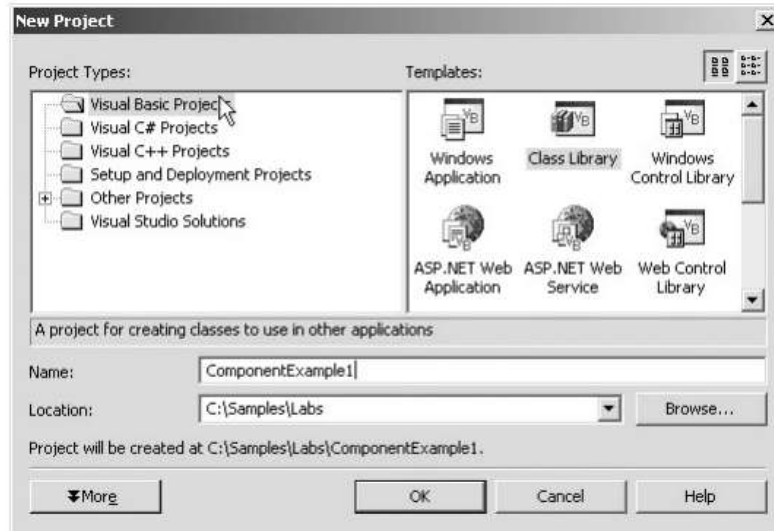 New Project
Project Types:
Templates:
Visual Basic Projects
Visual C# Projects
Visual C++ Projects
Setup and Deployment Projects
Other Projects
Visual Studio Solutions
Windows
Application
Class Library
Windows
Control Library
ASP.NET Web
Application
ASP.NET Web
Service
Web Control
Library
A project for creating classes to use in other applications
Name:
ComponentExample1
Location:
C:\Samples\Labs
Browse...
Project will be created at C:\Samples\Labs\ComponentExample1.
More
OK
Cancel
Help